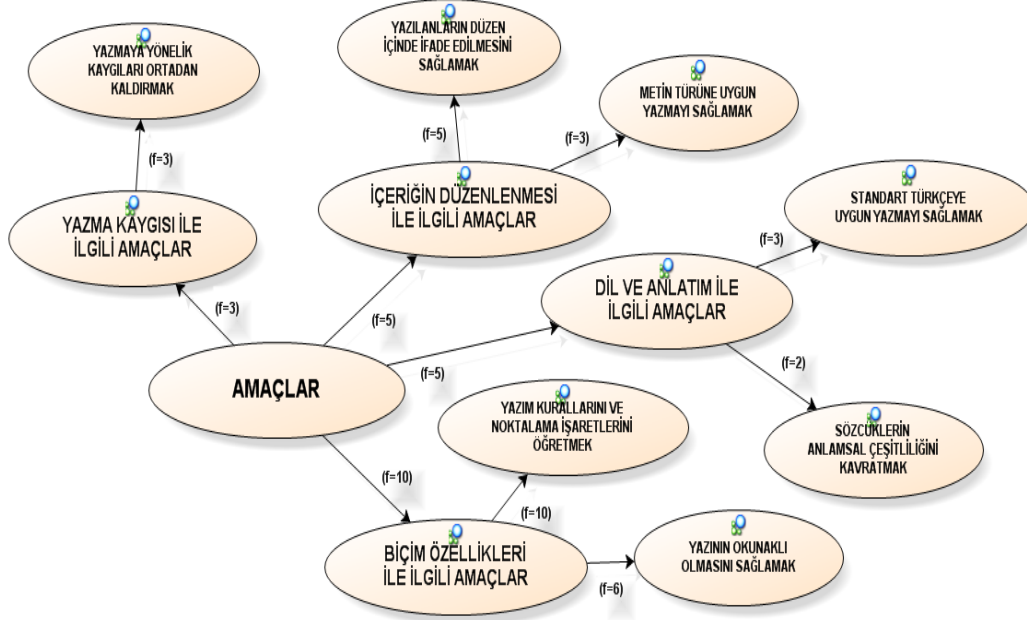 YAZMAYA YÖNELİK
KAYGILARI ORTADAN
KALDIRMAK
YAZILANLARIN DÜZEN
İÇİNDE İFADE EDİLMESİNİ
SAĞLAMAK
METİN TÜRÜNE UYGUN
YAZMAYI SAĞLAMAK
(f=3)
(f=5)
(f=3)
YAZMA KAYGISI İLE
İLGİLİ AMAÇLAR
İÇERİĞİN DÜZENLENMESİ
İLE İLGİLİ AMAÇLAR
STANDART TÜRKÇEYE
UYGUN YAZMAYI SAĞLAMAK
(f=3)
DİL VE ANLATIM İLE
İLGİLİ AMAÇLAR
(f=3)
(f=5)
(f=5)
(f=2)
AMAÇLAR
YAZIM KURALLARINI VE
NOKTALAMA İŞARETLERİNİ
ÖĞRETMEK
SÖZCÜKLERİN
ANLAMSAL ÇEŞİTLİLİĞİNİ
KAVRATMAK
(f=10)
(f=10)
BİÇİM ÖZELLİKLERİ
İLE İLGİLİ AMAÇLAR
YAZININ OKUNAKLI
OLMASINI SAĞLAMAK
(f=6)